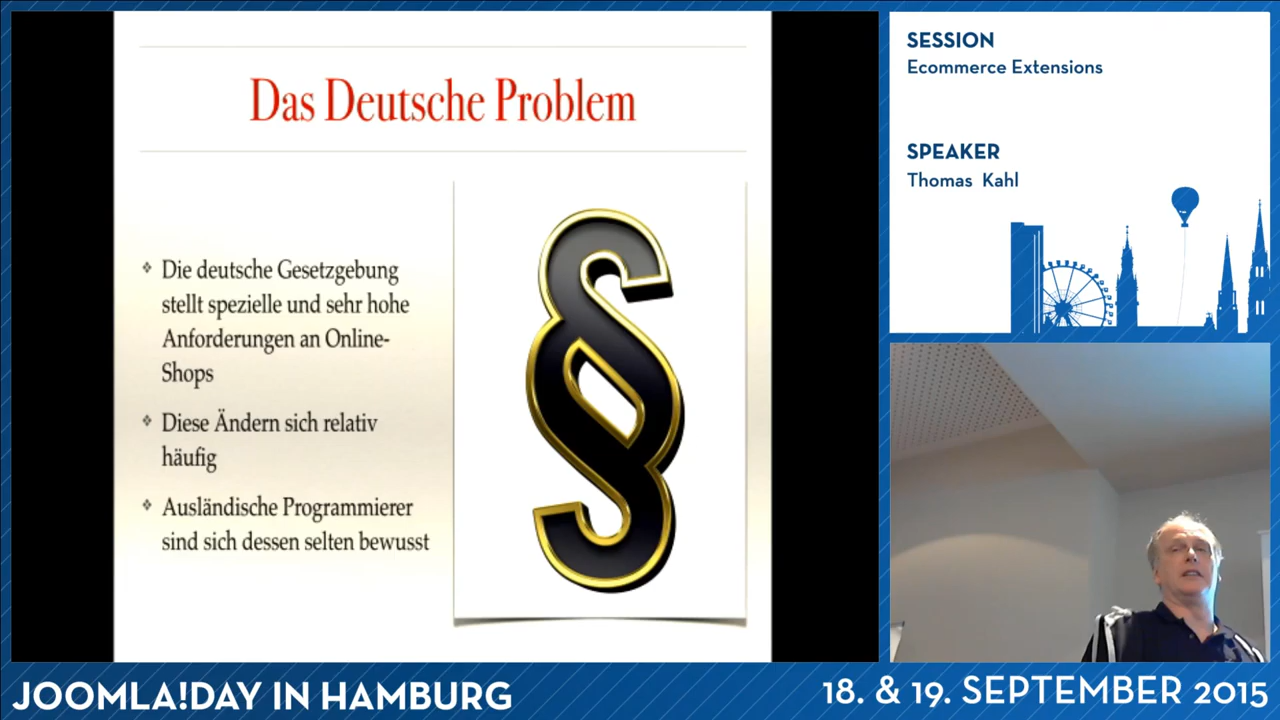 Das Deutsche Problem
❖ Die deutsche Gesetzgebung
stellt spezielle und sehr hohe
Anforderungen an Online-
Shops
❖ Diese Ändern sich relativ
häufig
❖ Ausländische Programmierer
sind sich dessen selten bewusst
§
SESSION
Ecommerce Extensions
SPEAKER
Thomas Kahl
JOOMLA!DAY IN HAMBURG
18. & 19. SEPTEMBER 2015